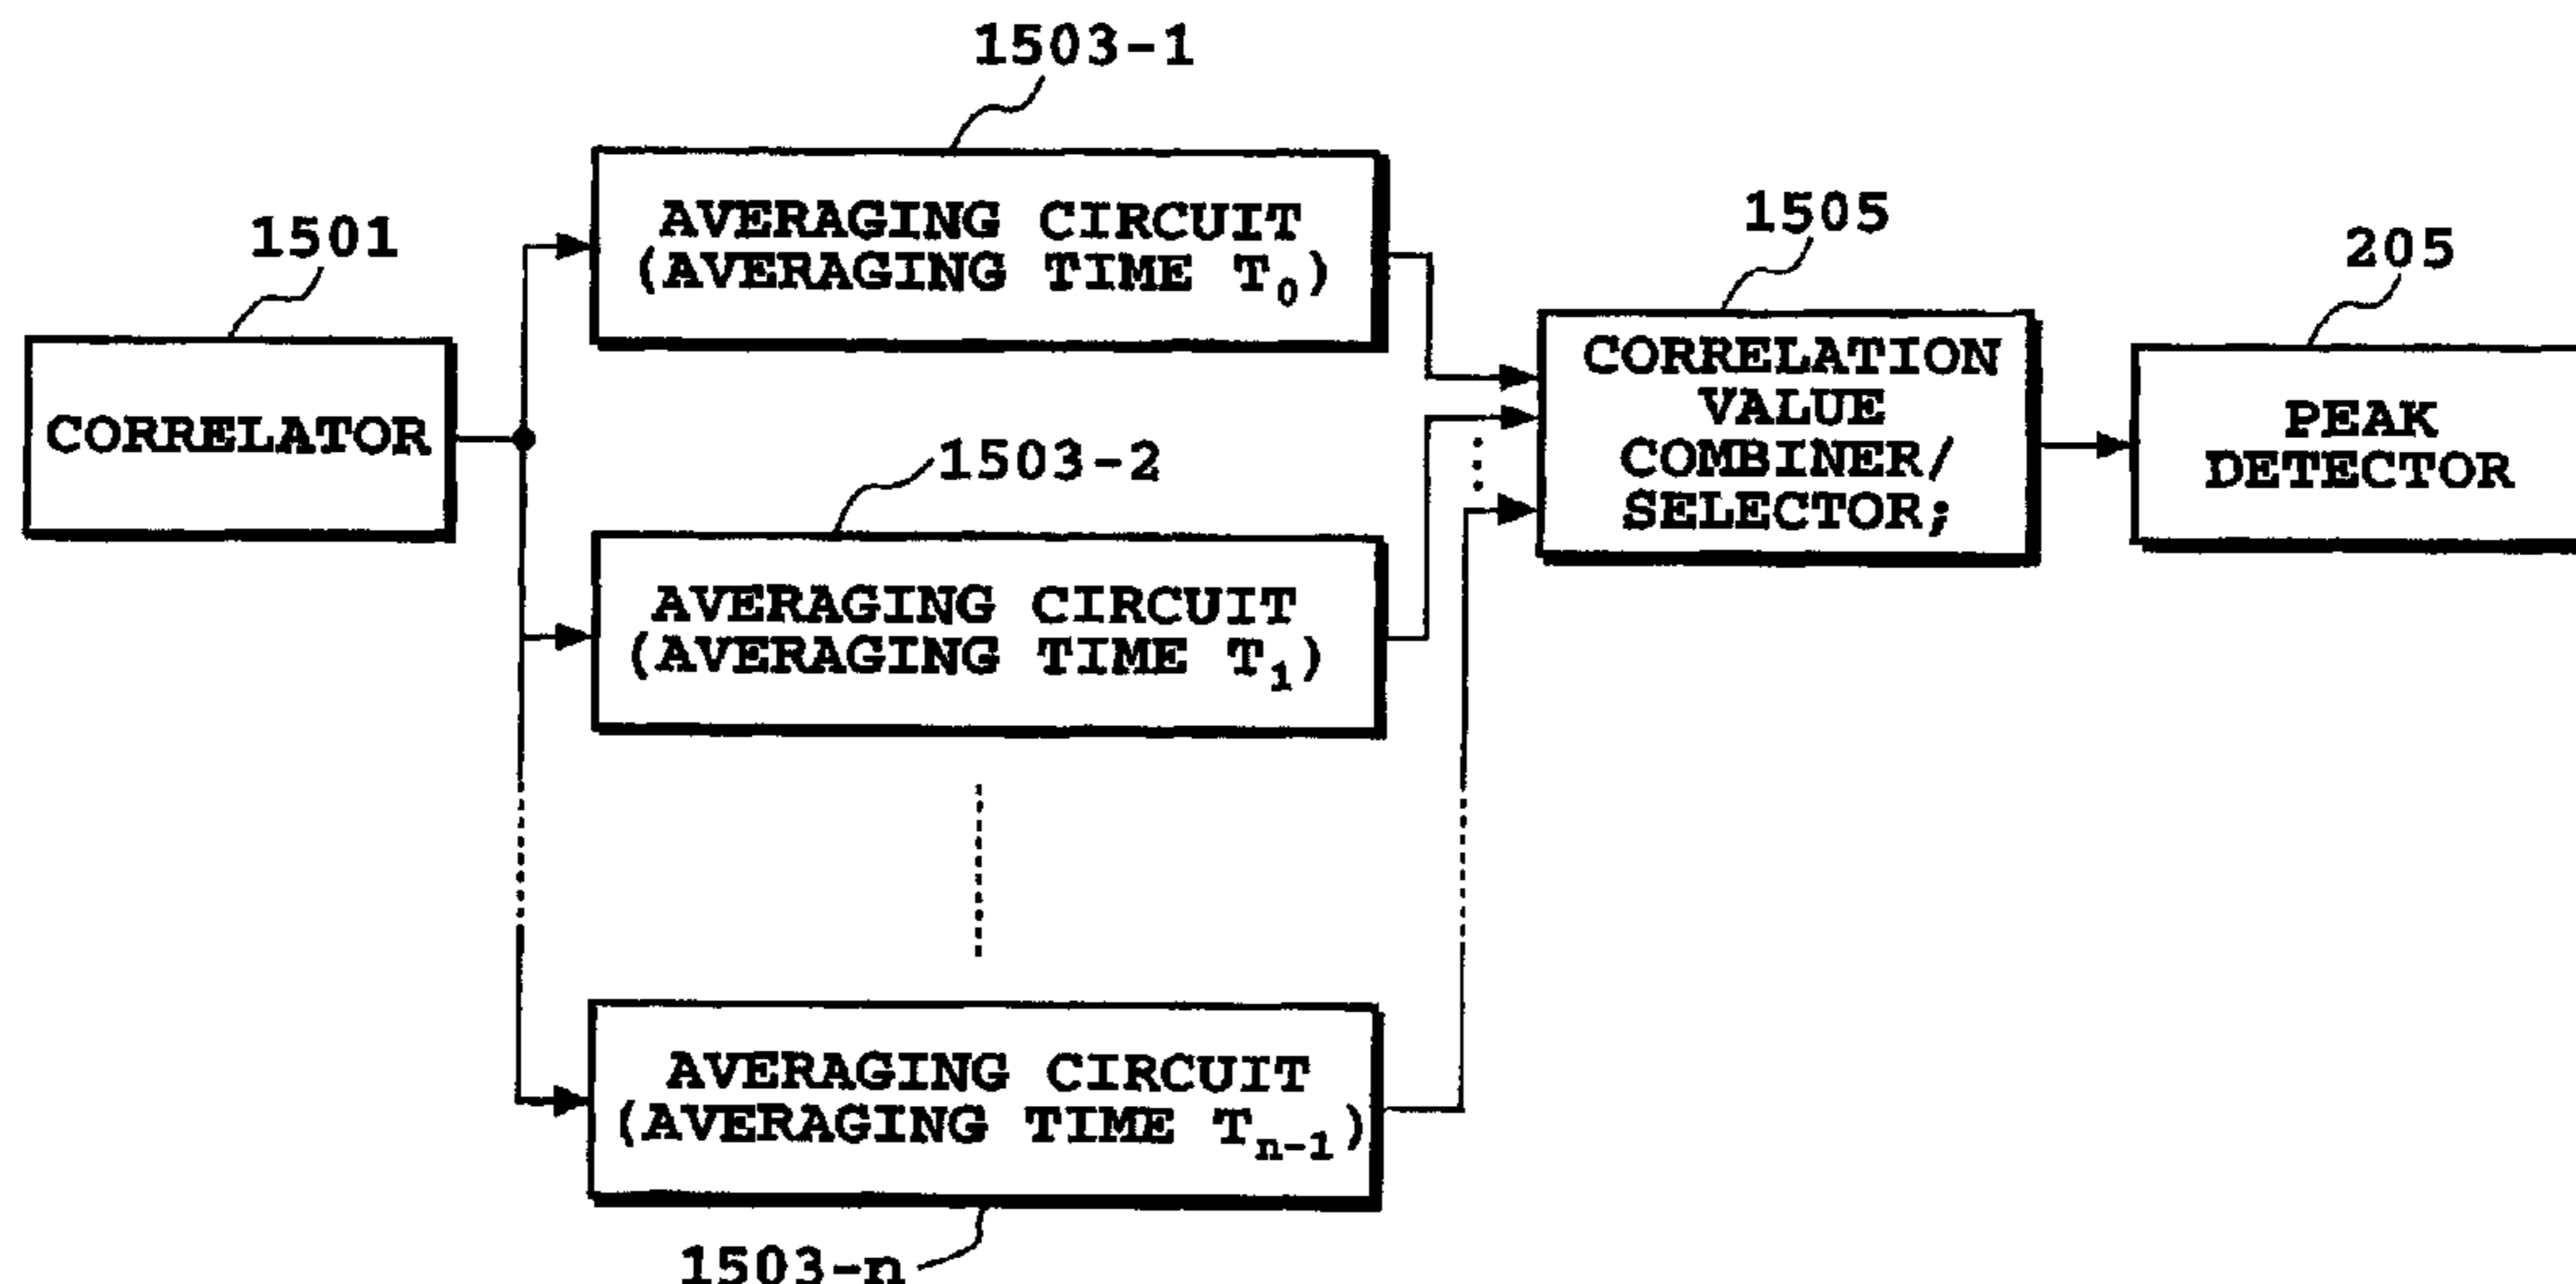 1503-1
AVERAGING CIRCUIT
(AVERAGING TIME T0)
1501
CORRELATOR
1505
CORRELATION
VALUE
COMBINER/
SELECTOR;
205
PEAK
DETECTOR
1503-2
AVERAGING CIRCUIT
(AVERAGING TIME T1)
AVERAGING CIRCUIT
(AVERAGING TIME Tn-1)
1503-n